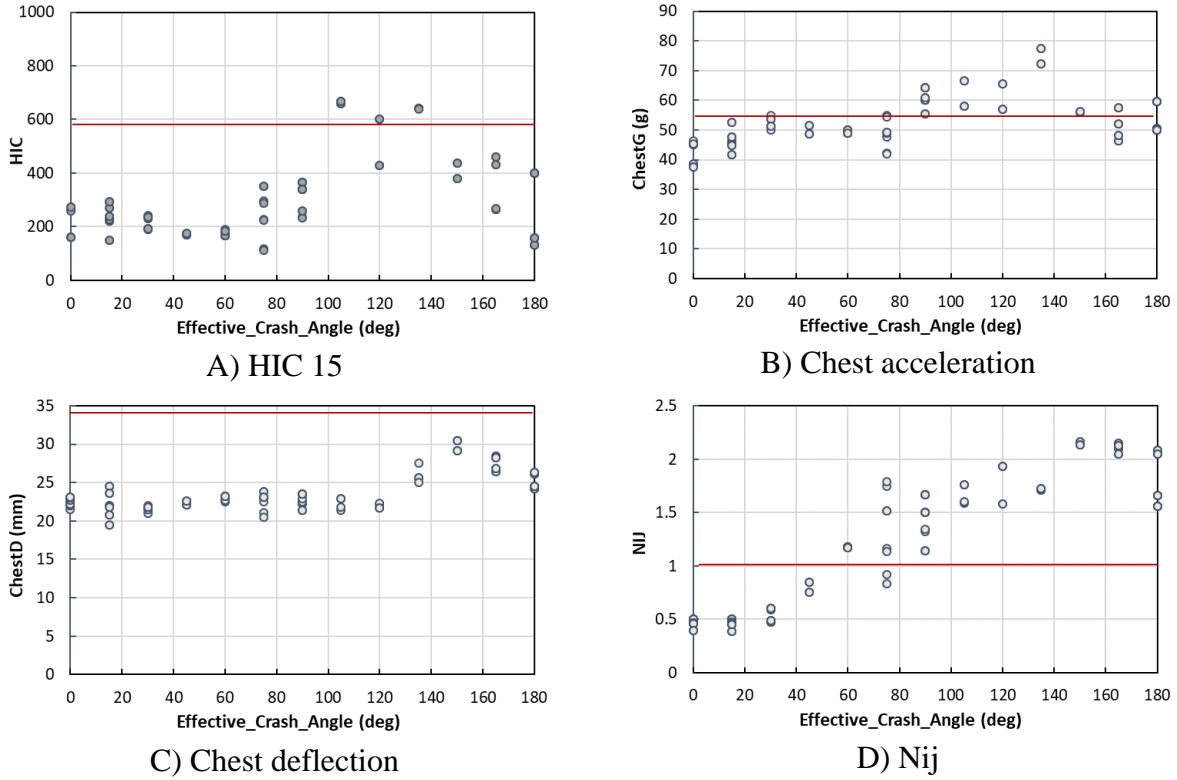 1000
800
600
400
200
0
HIC
0 20 40 60 80 100 120 140 160 180
Effective_Crash_Angle (deg)
A) HIC 15
90
80
70
60
50
40
30
20
10
0
ChestG (g)
0 20 40 60 80 100 120 140 160 180
Effective_Crash_Angle (deg)
B) Chest acceleration
35
30
25
20
15
10
5
0
ChestD (mm)
0 20 40 60 80 100 120 140 160 180
Effective_Crash_Angle (deg)
C) Chest deflection
2.5
2
1.5
1
0.5
0
NIJ
0 20 40 60 80 100 120 140 160 180
Effective_Crash_Angle (deg)
D) Nij